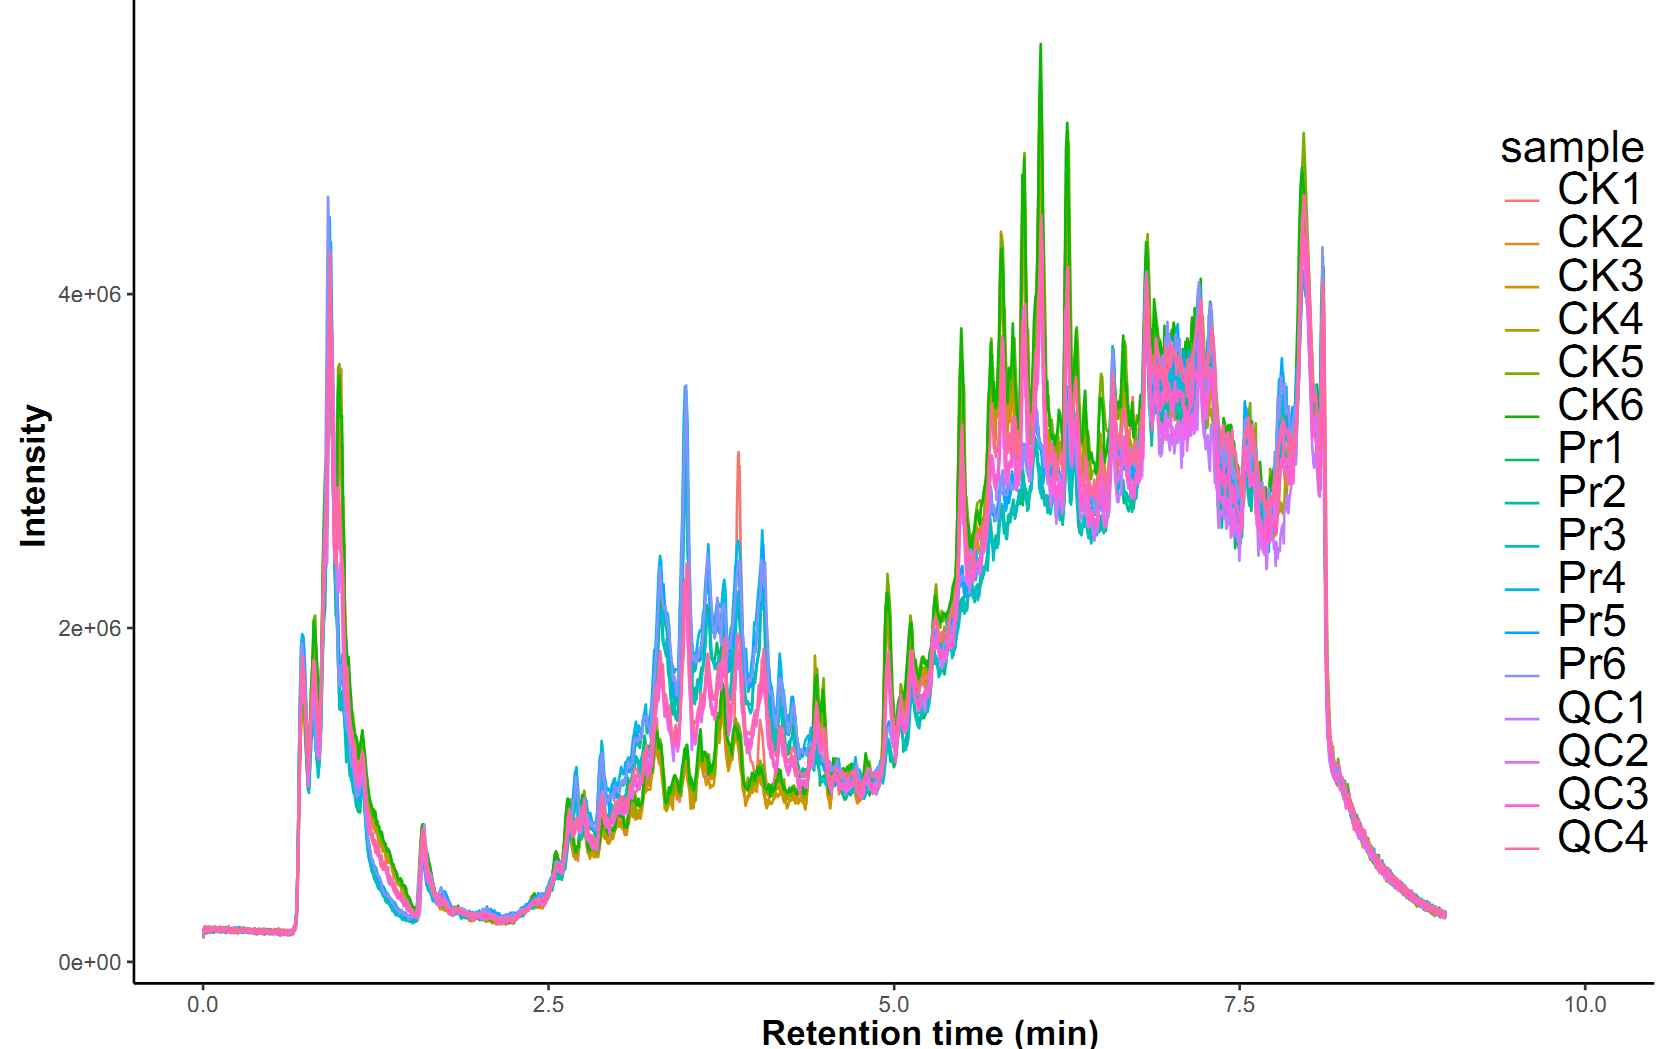 Intensity
4e+06
2e+06
0e+00
0.0
2.5
5.0
7.5
10.0
Retention time (min)
sample
CK1
CK2
CK3
CK4
CK5
CK6
Pr1
Pr2
Pr3
Pr4
Pr5
Pr6
QC1
QC2
QC3
QC4